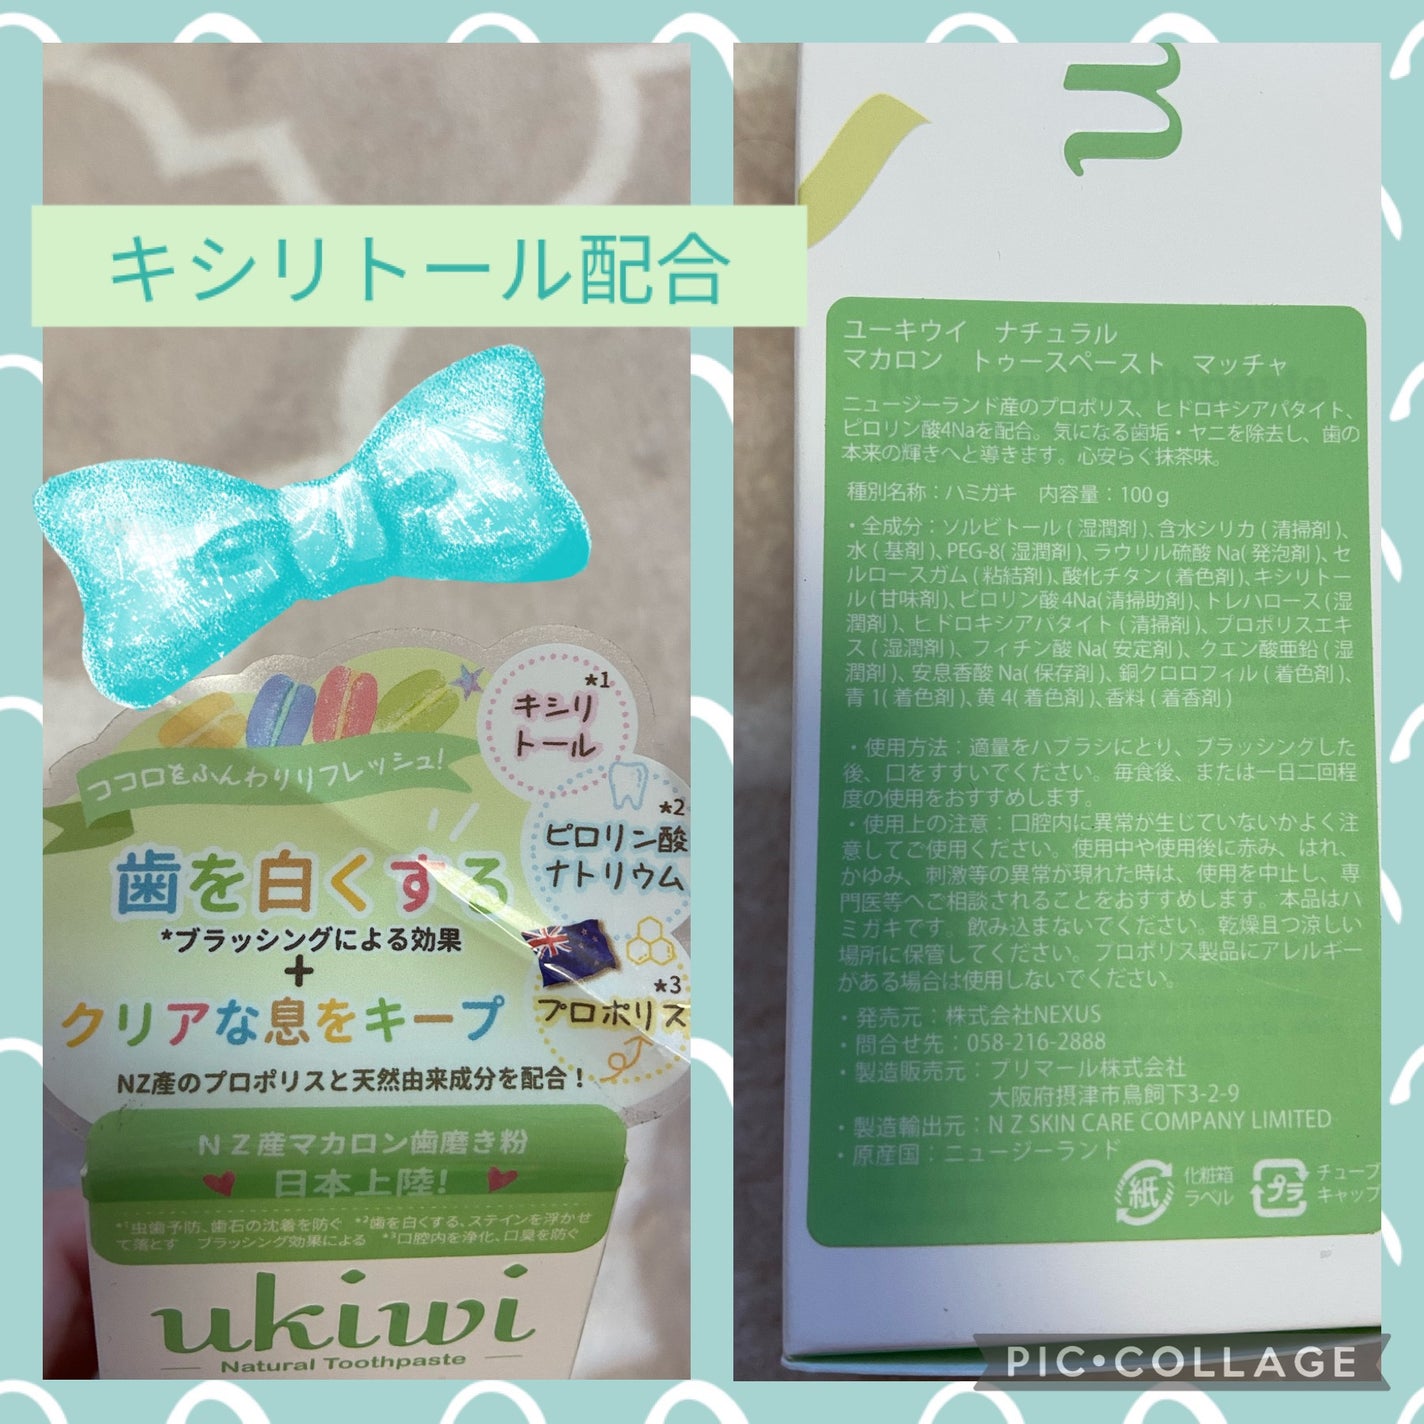 キシリトール配合
*1
キシリ
トール
ココロをふんわりリフレッシュ!
*2
ピロリン酸
ナトリウム
歯を白くする
*ブラッシングによる効果
+
*3
プロポリス
クリアな息をキープ
NZ産のプロポリスと天然由来成分を配合！
NZ産マカロン歯磨き粉
日本上陸!
*1虫歯予防、歯石の沈着を防ぐ *2歯を白くする、ステインを浮かせ
て落とす ブラッシング効果による *3口腔内を浄化、口臭を防ぐ
ukiwi
Natural Toothpaste
n
ユーキウイ ナチュラル
マカロン トゥースペースト マッチャ
ニュージーランド産のプロポリス、ヒドロキシアパタイト、
ピロリン酸4Naを配合。気になる歯垢・ヤニを除去し、歯の
本来の輝きへと導きます。心安らぐ抹茶味。
種別名称：ハミガキ 内容量：100g
・全成分：ソルビトール(湿潤剤)、含水シリカ(清掃剤)、
水(基剤)、PEG-8(湿潤剤)、ラウリル硫酸Na(発泡剤)、セ
ルロースガム(粘結剤)、酸化チタン(着色剤)、キシリトー
ル(甘味剤)、ピロリン酸4Na(清掃助剤)、トレハロース(湿
潤剤)、ヒドロキシアパタイト(清掃剤)、プロポリスエキ
ス(湿潤剤)、フィチン酸Na(安定剤)、クエン酸亜鉛(湿
潤剤)、安息香酸Na(保存剤)、銅クロロフィル(着色剤)、
青1(着色剤)、黄4(着色剤)、香料(着香剤)
・使用方法：適量をハブラシにとり、ブラッシングした
後、口をすすいでください。毎食後、または一日二回程
度の使用をおすすめします。
・使用上の注意：口腔内に異常が生じていないかよく注
意してご使用ください。使用中や使用後に赤み、はれ、
かゆみ、刺激等の異常が現れた時は、使用を中止し、専
門医等へご相談されることをおすすめします。本品はハ
ミガキです。飲み込まないでください。乾燥且つ涼しい
場所に保管してください。プロポリス製品にアレルギー
がある場合は使用しないでください。
・発売元：株式会社NEXUS
・問合せ先：058-216-2888
・製造販売元：プリマール株式会社
大阪府摂津市鳥飼下3-2-9
・製造輸出元：N Z SKIN CARE COMPANY LIMITED
・原産国：ニュージーランド
紙
化粧箱
ラベル
プラ
チューブ
キャップ
PIC•COLLAGE